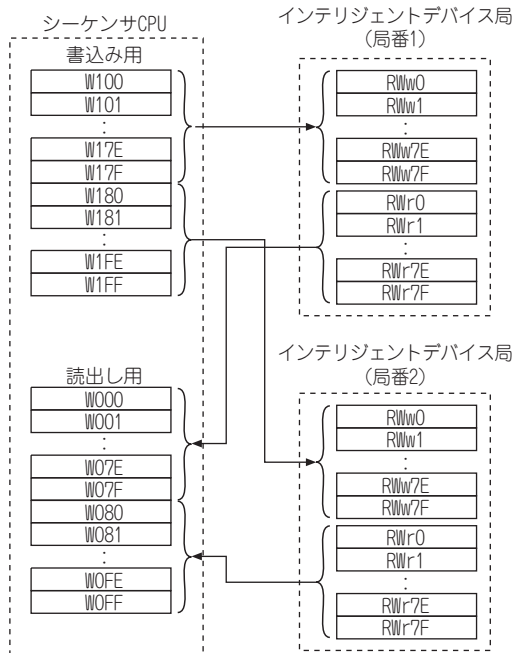 シーケンサCPU
書込み用
W100
W101
:
W17E
W17F
W180
W181
:
W1FE
W1FF
読出し用
W000
W001
:
W07E
W07F
W080
W081
:
W0FE
W0FF
インテリジェントデバイス局
(局番1)
RWw0
RWw1
:
RWw7E
RWw7F
RWr0
RWr1
:
RWr7E
RWr7F
インテリジェントデバイス局
(局番2)
RWw0
RWw1
:
RWw7E
RWw7F
RWr0
RWr1
:
RWr7E
RWr7F